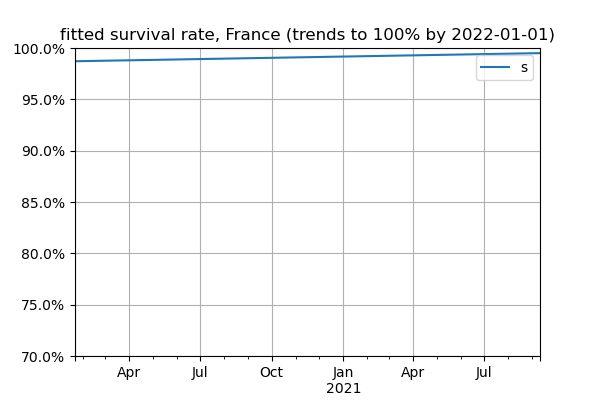 fitted survival rate, France (trends to 100% by 2022-01-01)
100.0%
s
95.0%
90.0%
85.0%
80.0%
75.0%
70.0%
Apr Jul Oct Jan Apr Jul
2021